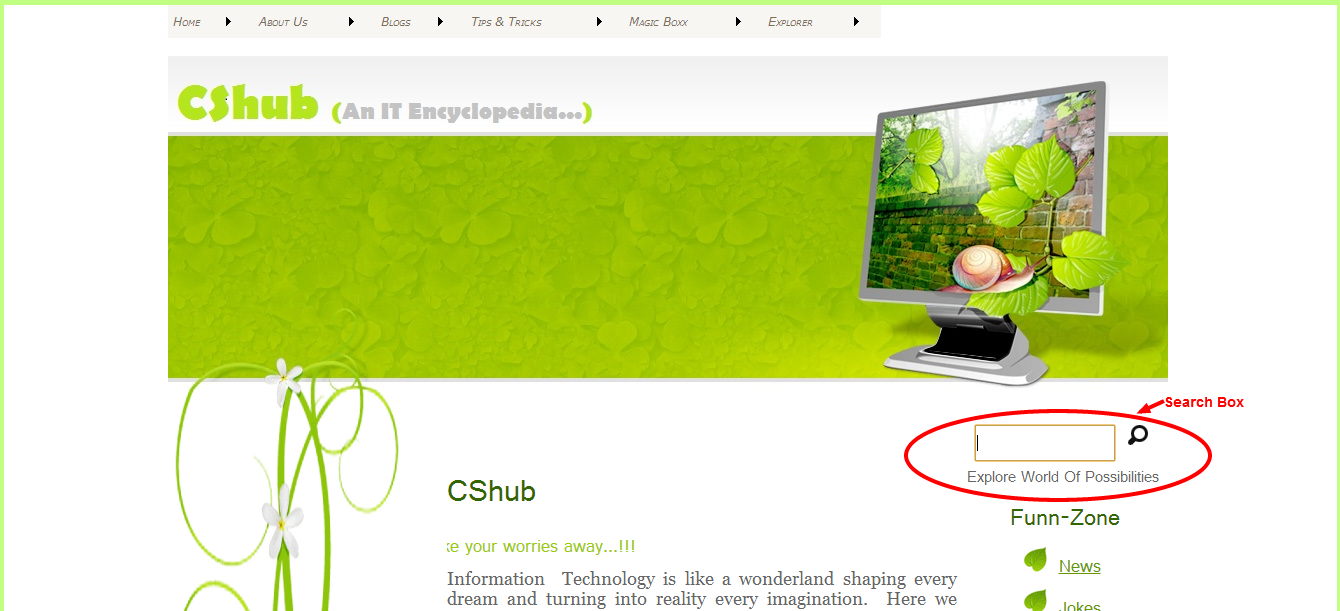 Home About Us Blogs Tips & Tricks Magic Boxx Explorer
CShub (An IT Encyclopedia...)
Search Box
Explore World Of Possibilities
CShub
Funn-Zone
ke your worries away...!!!
News
Information Technology is like a wonderland shaping every
dream and turning into reality every imagination. Here we
Jokes